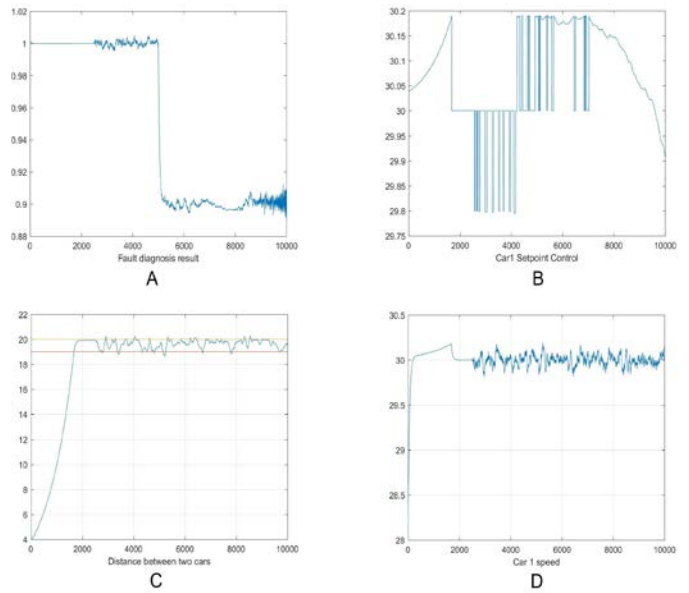 1.02
1
0.98
0.96
0.94
0.92
0.9
0.88
0 2000 4000 6000 8000 10000
Fault diagnosis result
A
30.2
30.15
30.1
30.05
30
29.95
29.9
29.85
29.8
29.75
0 2000 4000 6000 8000 10000
Car1 Setpoint Control
B
22
20
18
16
14
12
10
8
6
4
0 2000 4000 6000 8000 10000
Distance between two cars
C
30.5
30
29.5
29
28.5
28
0 2000 4000 6000 8000 10000
Car 1 speed
D